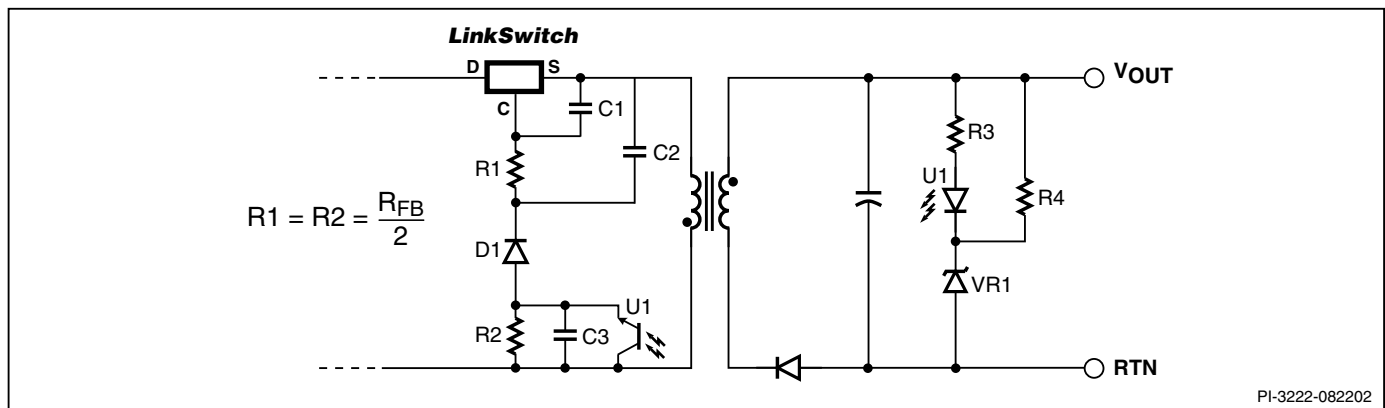 LinkSwitch
D
S
C
C1
R1
C2
R1 = R2 = RFB
2
D1
R2
C3
U1
VOUT
R3
U1
R4
VR1
RTN
PI-3222-082202